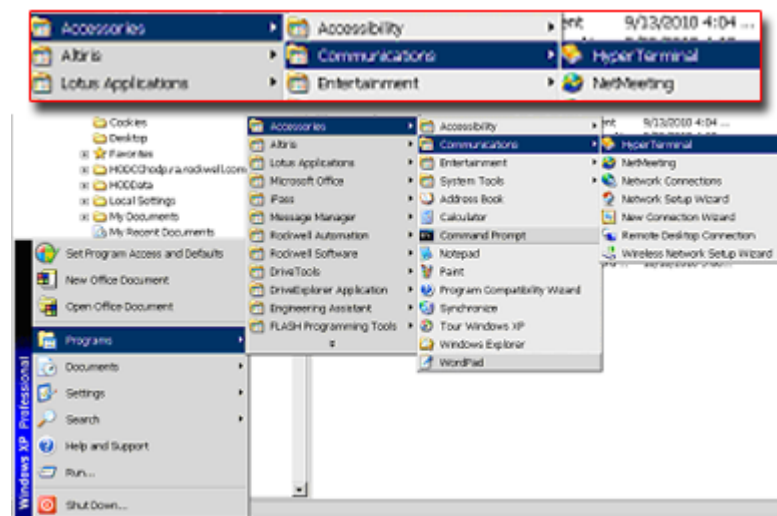 Accessories
Accessibility
ent 9/13/2010 4:04 ...
Altiris
Communications
HyperTerminal
Lotus Applications
Entertainment
NetMeeting
Cookies
Desktop
Favorites
HODData
Local Settings
My Documents
My Recent Documents
Set Program Access and Defaults
New Office Document
Open Office Document
Programs
Documents
Settings
Search
Help and Support
Run...
Shut Down...
Windows XP Professional
Accessories
Altiris
Lotus Applications
Microsoft Office
iPass
Message Manager
Rockwell Automation
Rockwell Software
DriveTools
DriveExplorer Application
Engineering Assistant
FLASH Programming Tools
Accessibility
Communications
Entertainment
System Tools
Address Book
Calculator
Command Prompt
Notepad
Paint
Program Compatibility Wizard
Synchronize
Tour Windows XP
Windows Explorer
WordPad
ent 9/13/2010 4:04 ...
HyperTerminal
NetMeeting
Network Connections
Network Setup Wizard
New Connection Wizard
Remote Desktop Connection
Wireless Network Setup Wizard